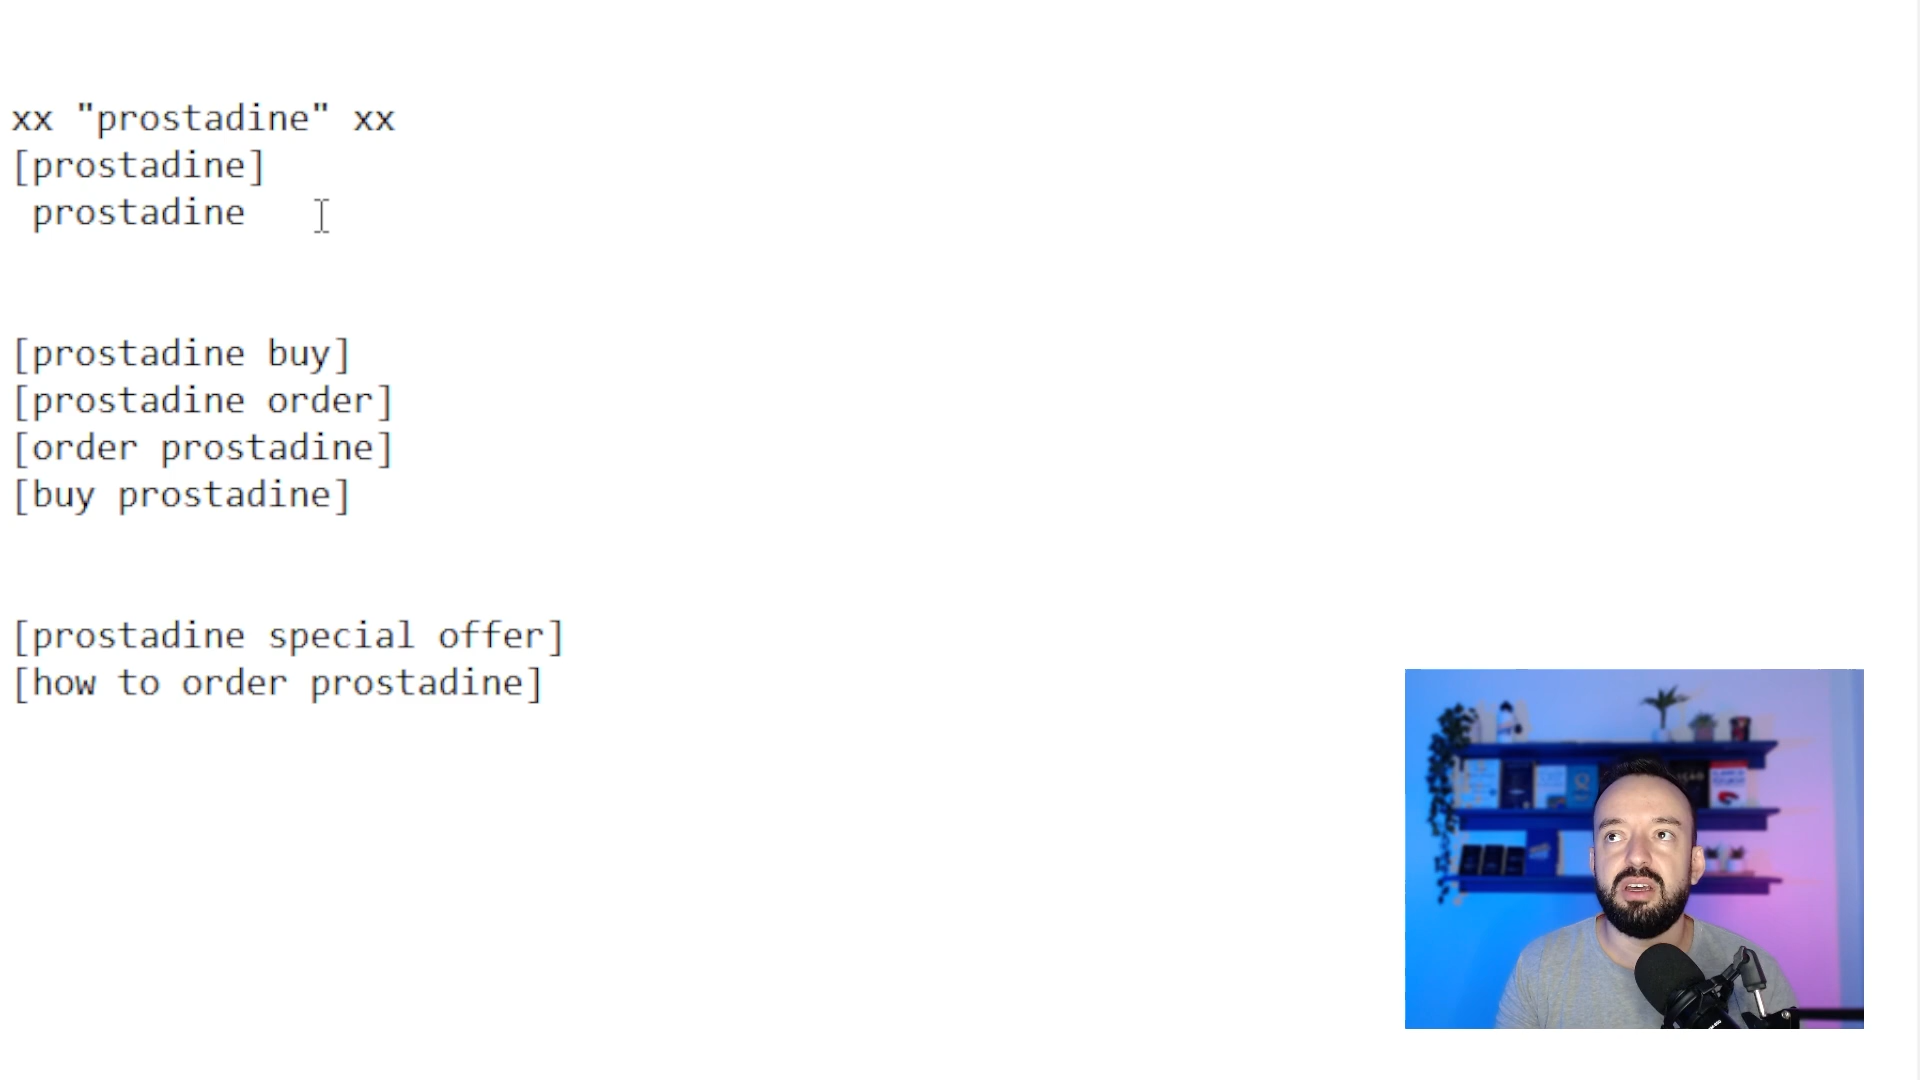 xx "prostadine" xx
[prostadine]
prostadine
[prostadine buy]
[prostadine order]
[order prostadine]
[buy prostadine]
[prostadine special offer]
[how to order prostadine]